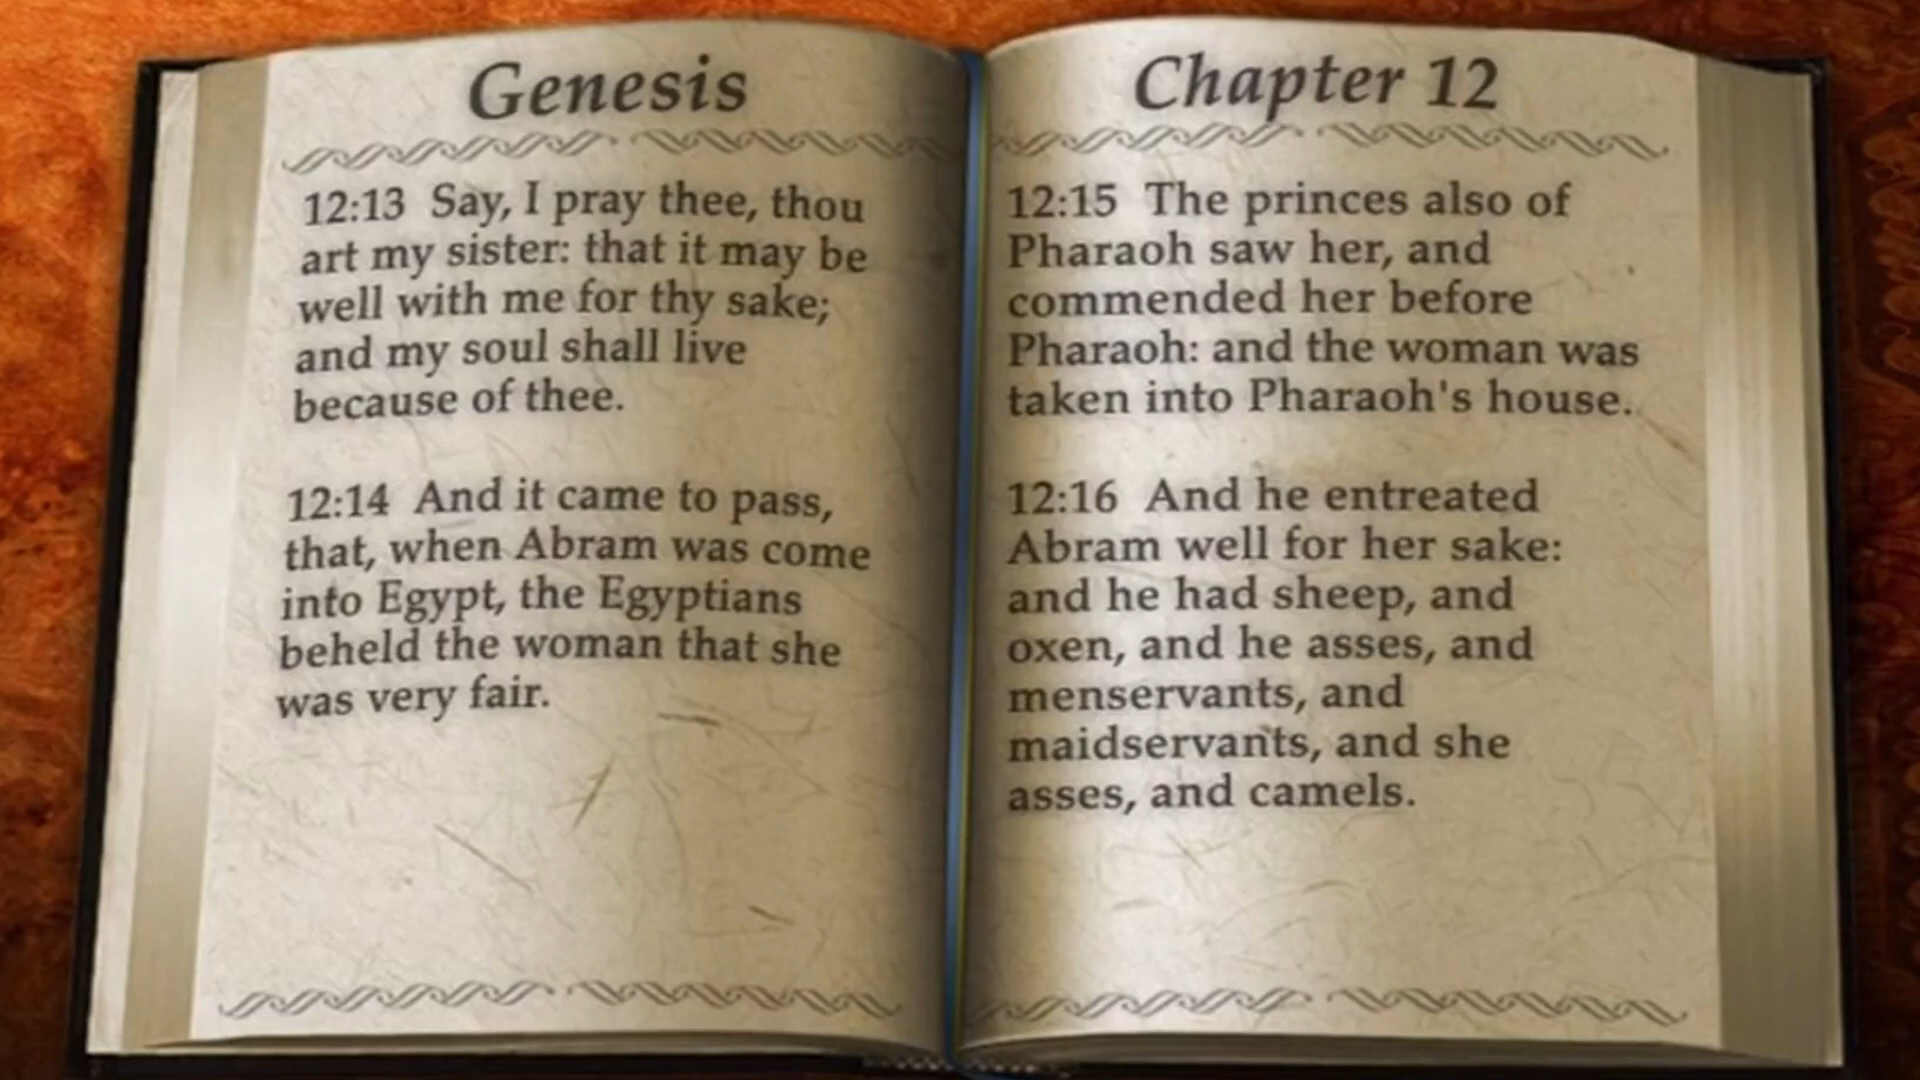 Genesis
12:13 Say, I pray thee, thou
art my sister: that it may be
well with me for thy sake;
and my soul shall live
because of thee.
12:14 And it came to pass,
that, when Abram was come
into Egypt, the Egyptians
beheld the woman that she
was very fair.
Chapter 12
12:15 The princes also of
Pharaoh saw her, and
commended her before
Pharaoh: and the woman was
taken into Pharaoh's house.
12:16 And he entreated
Abram well for her sake:
and he had sheep, and
oxen, and he asses, and
menservants, and
maidservants, and she
asses, and camels.